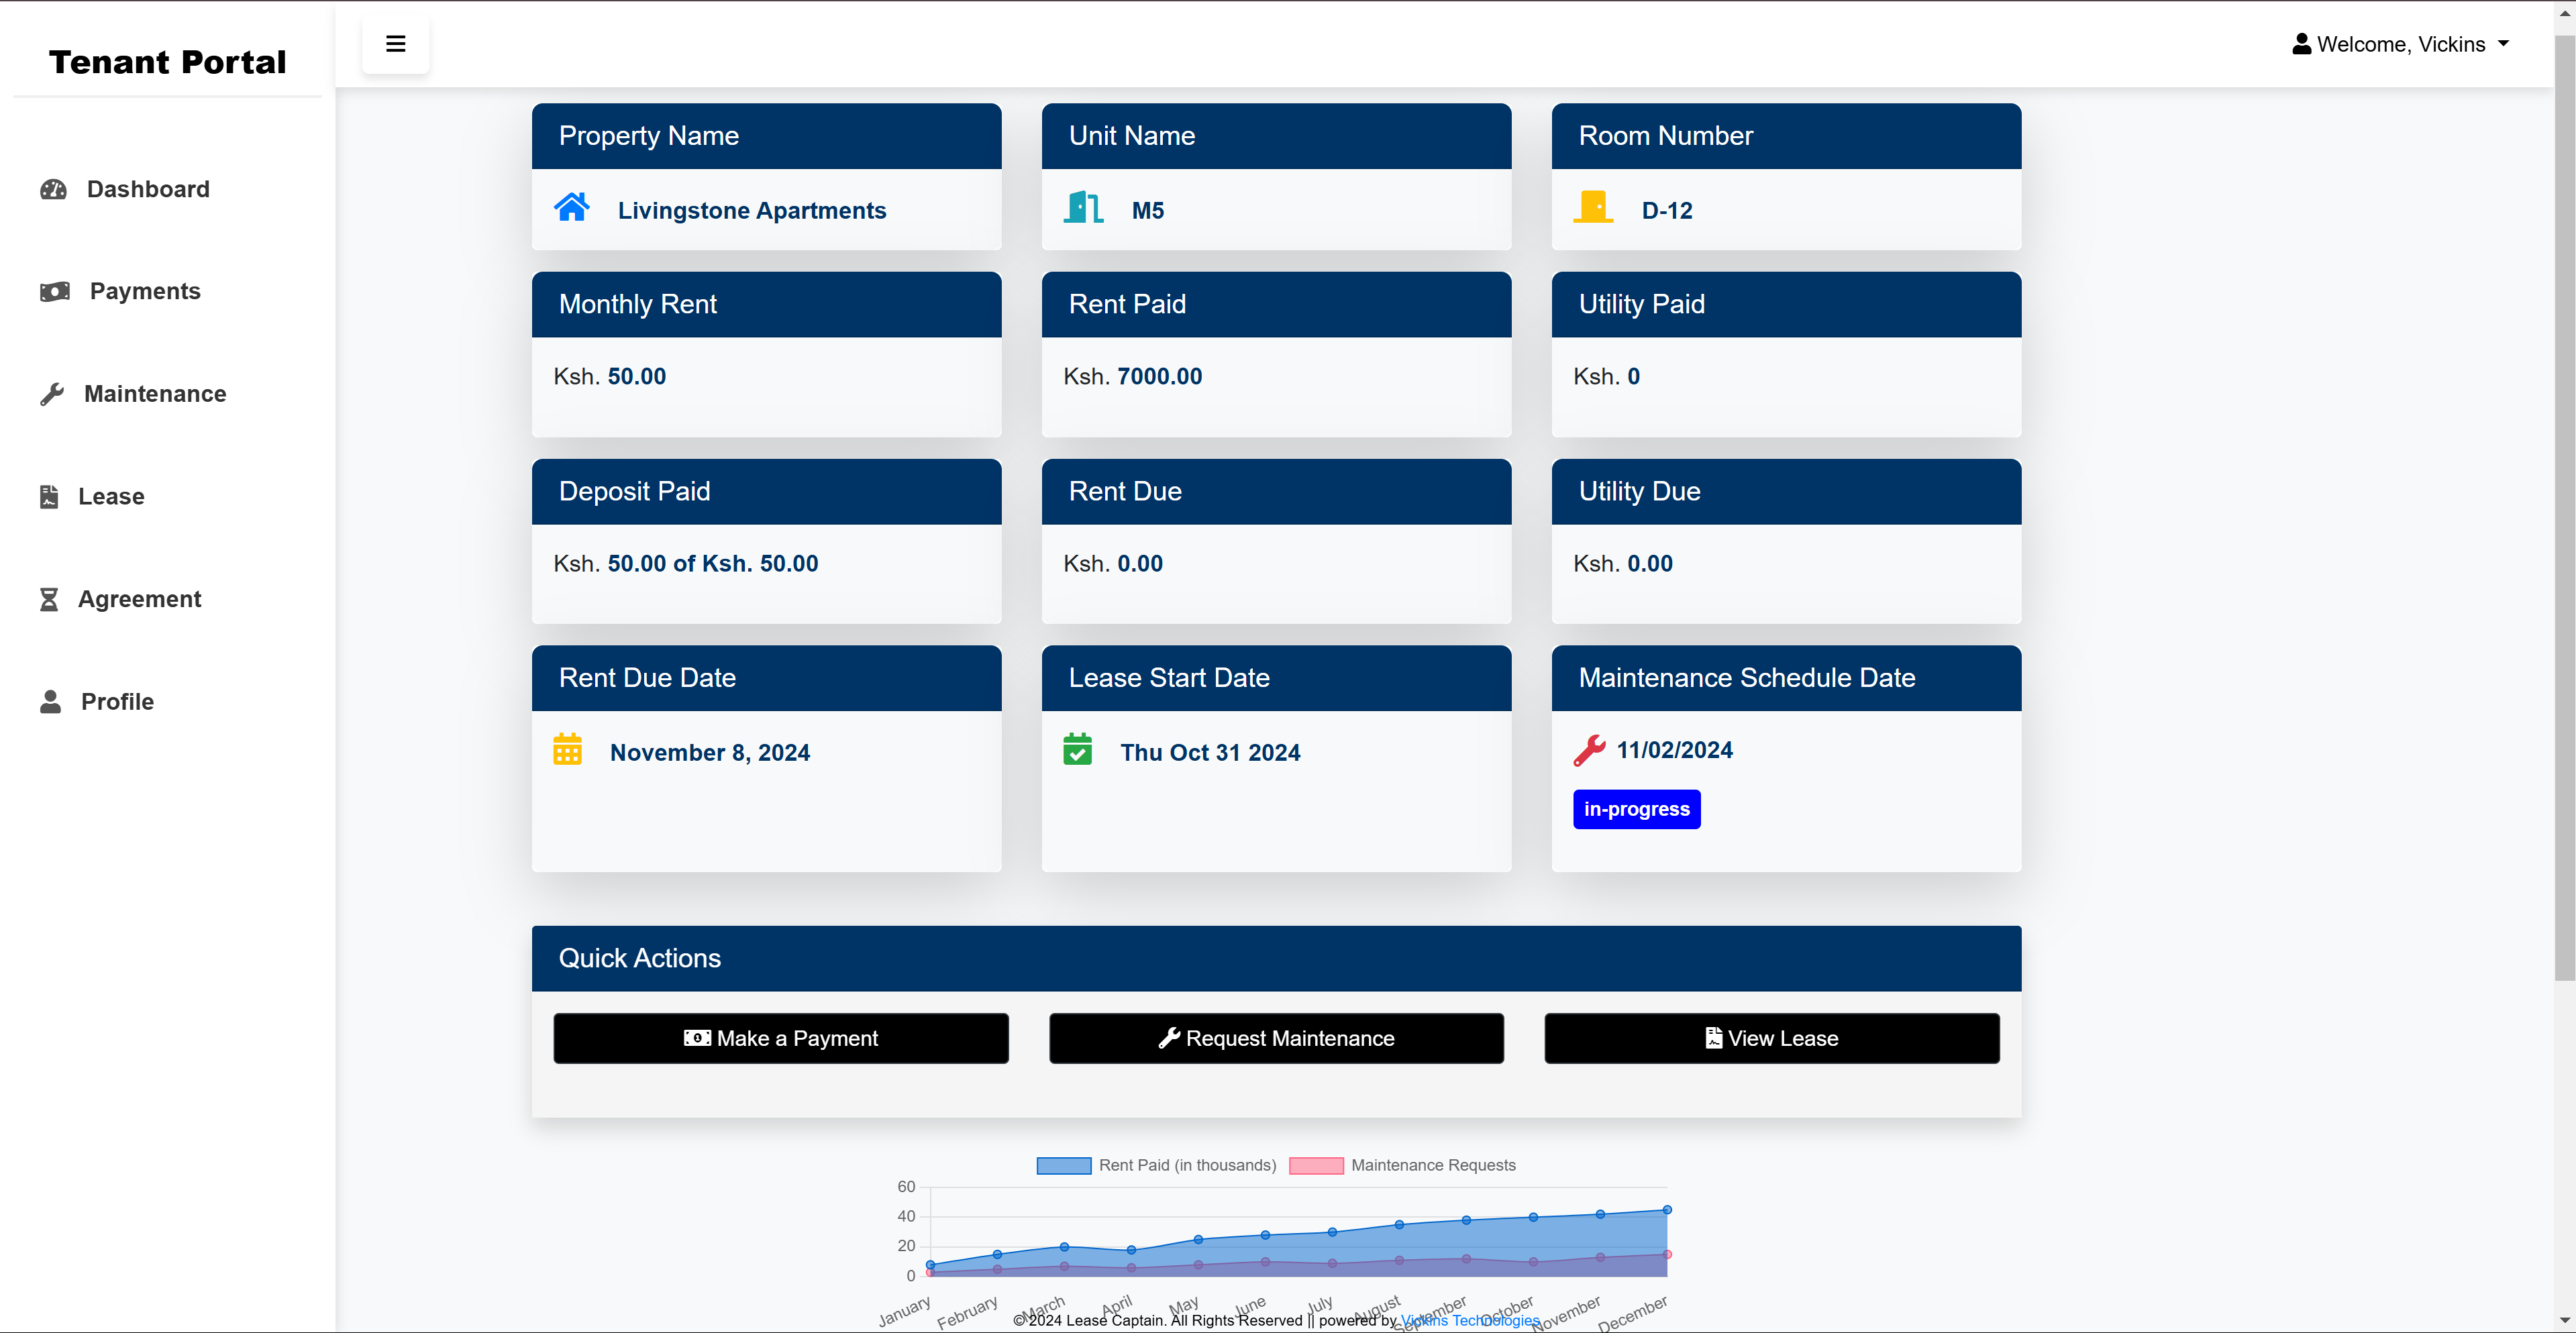 Tenant Portal
Welcome, Vickins
Dashboard
Payments
Maintenance
Lease
Agreement
Profile
Property Name
Livingstone Apartments
Unit Name
M5
Room Number
D-12
Monthly Rent
Ksh. 50.00
Rent Paid
Ksh. 7000.00
Utility Paid
Ksh. 0
Deposit Paid
Ksh. 50.00 of Ksh. 50.00
Rent Due
Ksh. 0.00
Utility Due
Ksh. 0.00
Rent Due Date
November 8, 2024
Lease Start Date
Thu Oct 31 2024
Maintenance Schedule Date
11/02/2024
in-progress
Quick Actions
Make a Payment
Request Maintenance
View Lease
Rent Paid (in thousands)
Maintenance Requests
60
40
20
0
January
February
March
April
May
June
July
August
September
October
November
December
© 2024 Lease Captain. All Rights Reserved || powered by Vickins Technologies